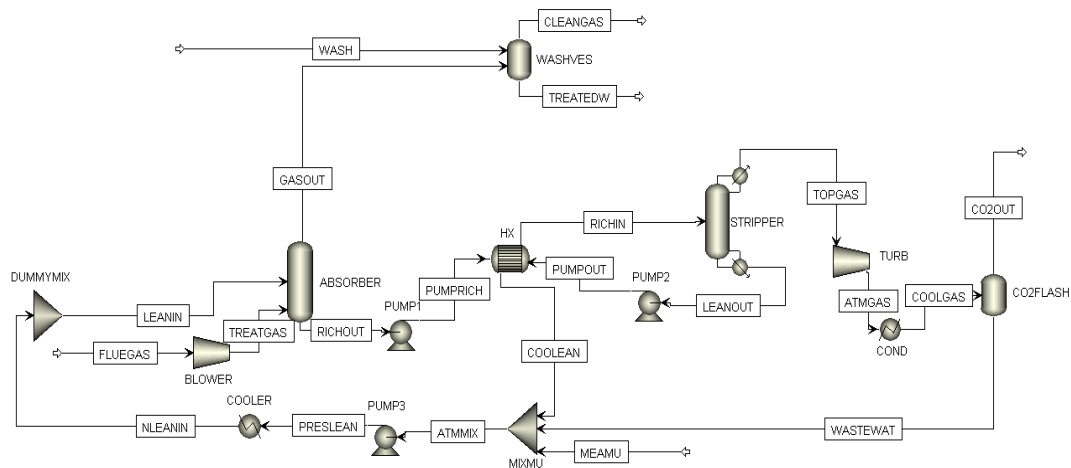 CLEANGAS
WASH
WASHVES
TREATEDW
GASOUT
TOPGAS
CO2OUT
RICHIN
STRIPPER
HX
TURB
DUMMYMIX
ABSORBER
PUMPOUT
PUMP2
PUMPRICH
PUMP1
ATMGAS
COOLGAS
CO2FLASH
LEANIN
TREATGAS
RICHOUT
LEANOUT
FLUEGAS
BLOWER
COOLEAN
COND
COOLER
PUMP3
NLEANIN
PRESLEAN
ATMMIX
WASTEWAT
MIXMU
MEAMU